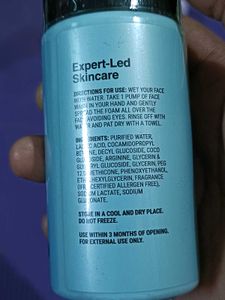 Expert-Led
Skincare
DIRECTIONS FOR USE: WET YOUR FACE
WITH WATER. TAKE 1 PUMP OF FACE
WASH IN YOUR HAND AND GENTLY
SPREAD THE FOAM ALL OVER THE
FACE AVOIDING EYES. RINSE OFF WITH
WATER AND PAT DRY WITH A TOWEL.
INGREDIENTS: PURIFIED WATER,
LACTIC ACID, COCAMIDOPROPYL
BETAINE, DECYL GLUCOSIDE, COCO
GLUCOSIDE, ARGININE, GLYCERIN &
GLYCERYL GLUCOSIDE, GLYCERIN, PEG
12 DIMETHICONE, PHENOXYETHANOL,
ETHYLHEXYLGLYCERIN, FRAGRANCE
CERTIFIED ALLERGEN FREE),
SODIUM LACTATE, SODIUM
GLUCONATE.
STORE IN A COOL AND DRY PLACE.
DO NOT FREEZE.
USE WITHIN 3 MONTHS OF OPENING.
FOR EXTERNAL USE ONLY.